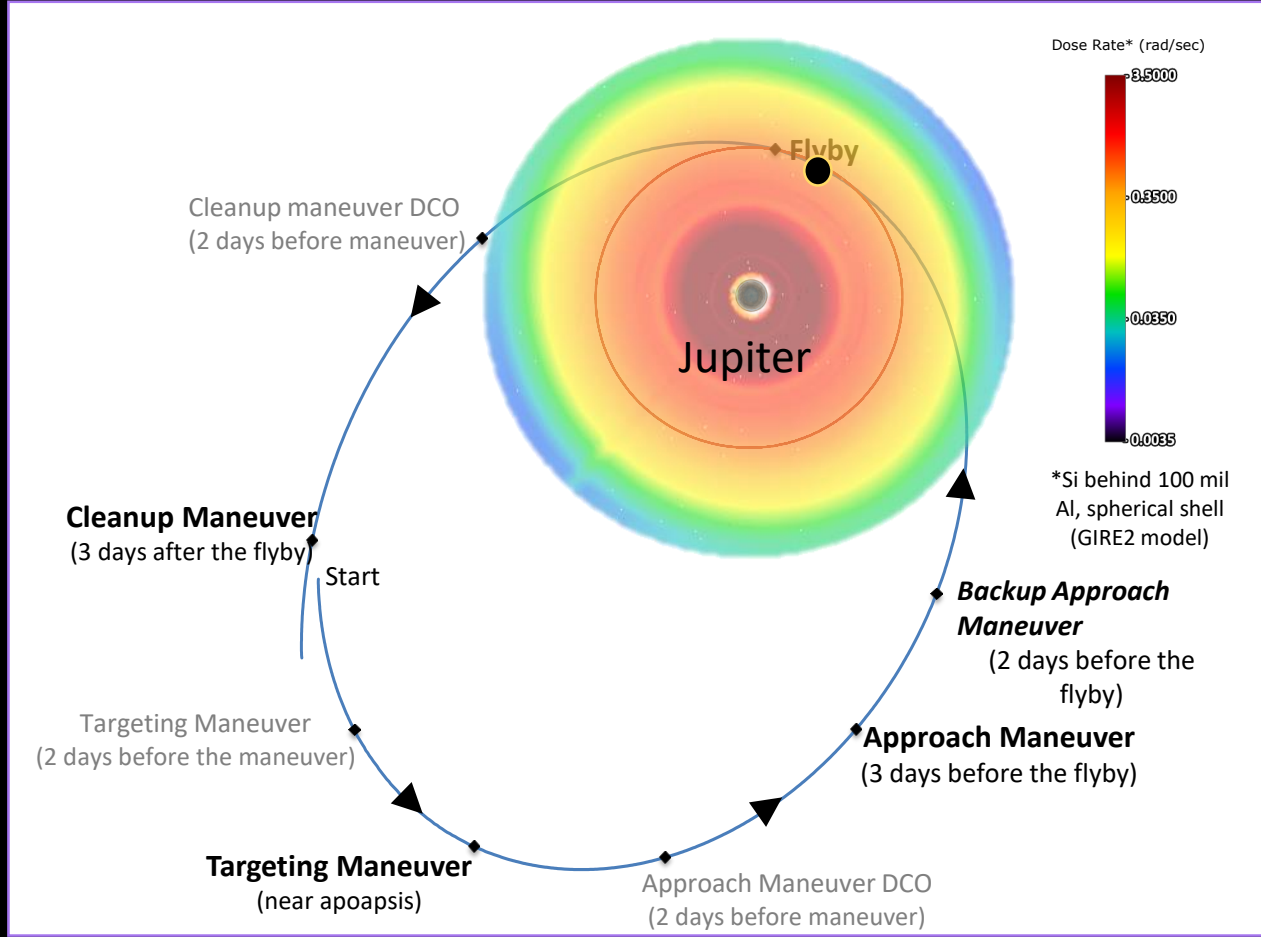 Dose Rate* (rad/sec)
3.5000
0.3500
0.0350
0.0035
*Si behind 100 mil
Al, spherical shell
(GIRE2 model)
Flyby
Cleanup maneuver DCO
(2 days before maneuver)
Jupiter
Cleanup Maneuver
(3 days after the flyby)
Start
Backup Approach
Maneuver
(2 days before the
flyby)
Targeting Maneuver
(2 days before the maneuver)
Approach Maneuver
(3 days before the flyby)
Targeting Maneuver
(near apoapsis)
Approach Maneuver DCO
(2 days before maneuver)